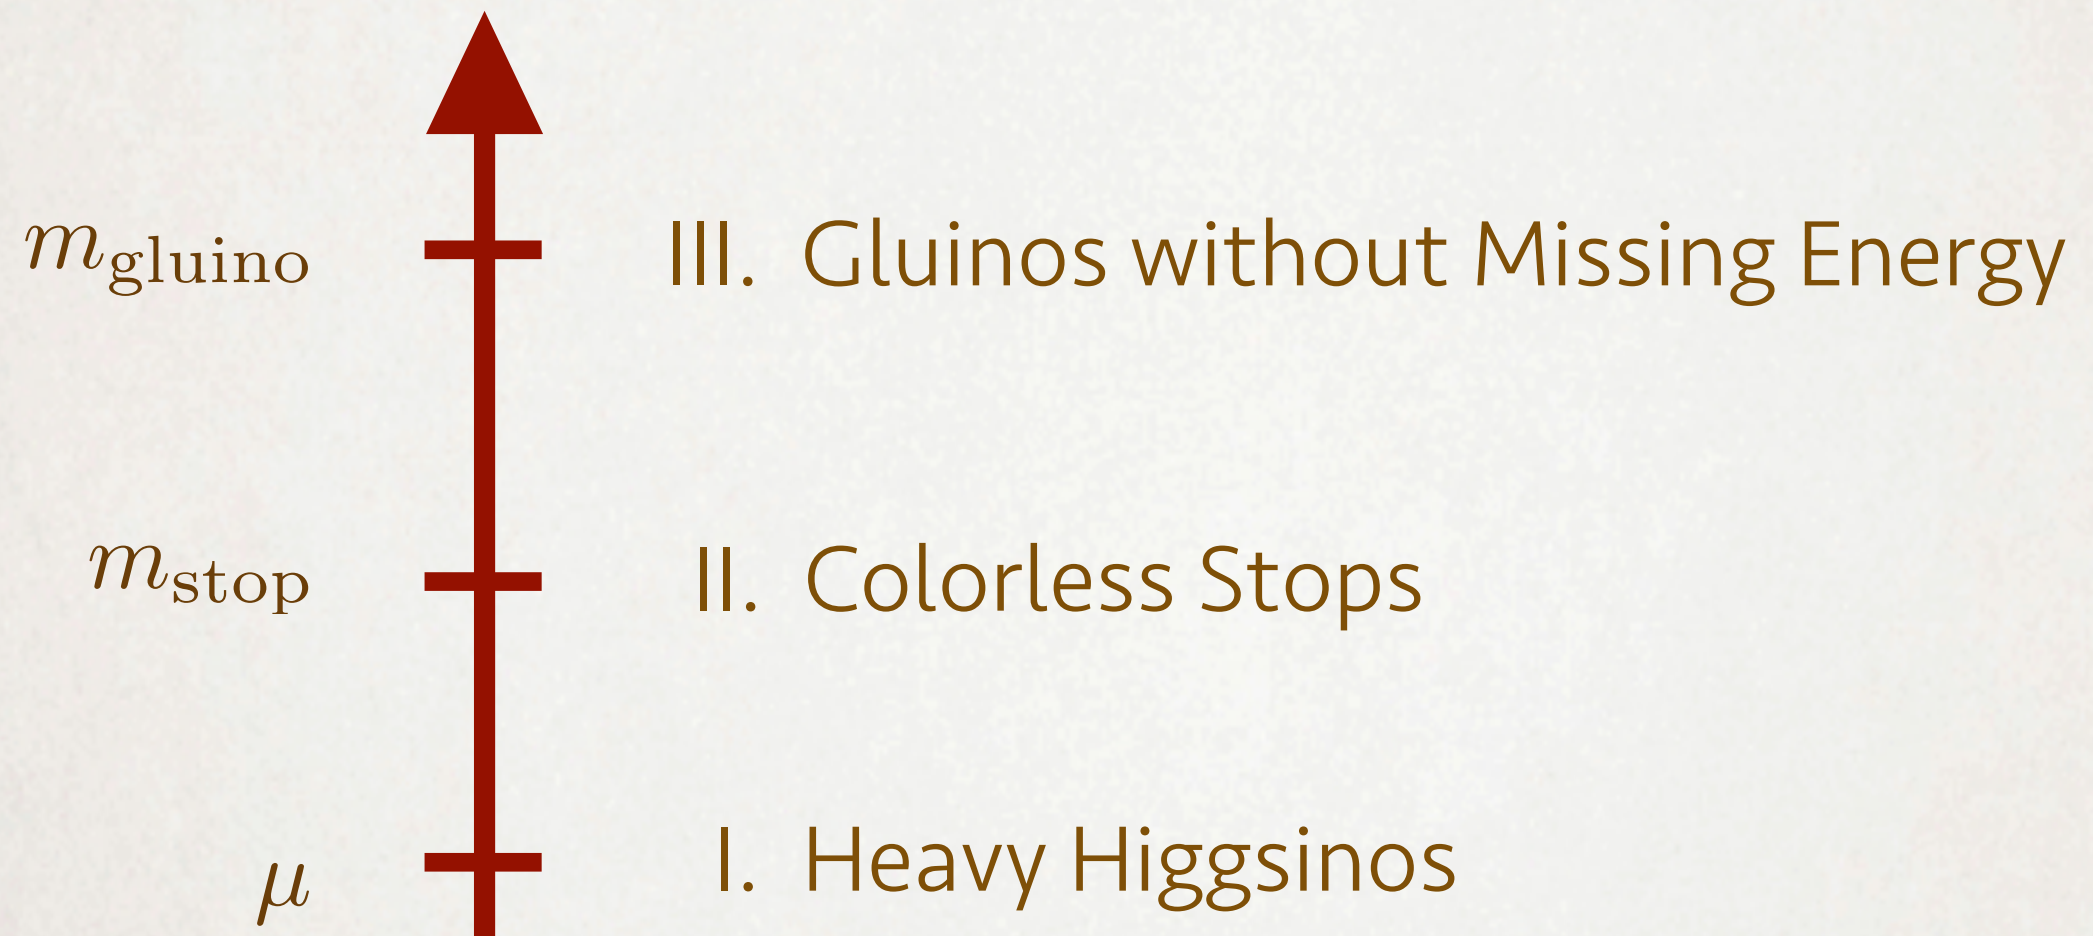 m_gluino III. Gluinos without Missing Energy
m_stop II. Colorless Stops
μ I. Heavy Higgsinos